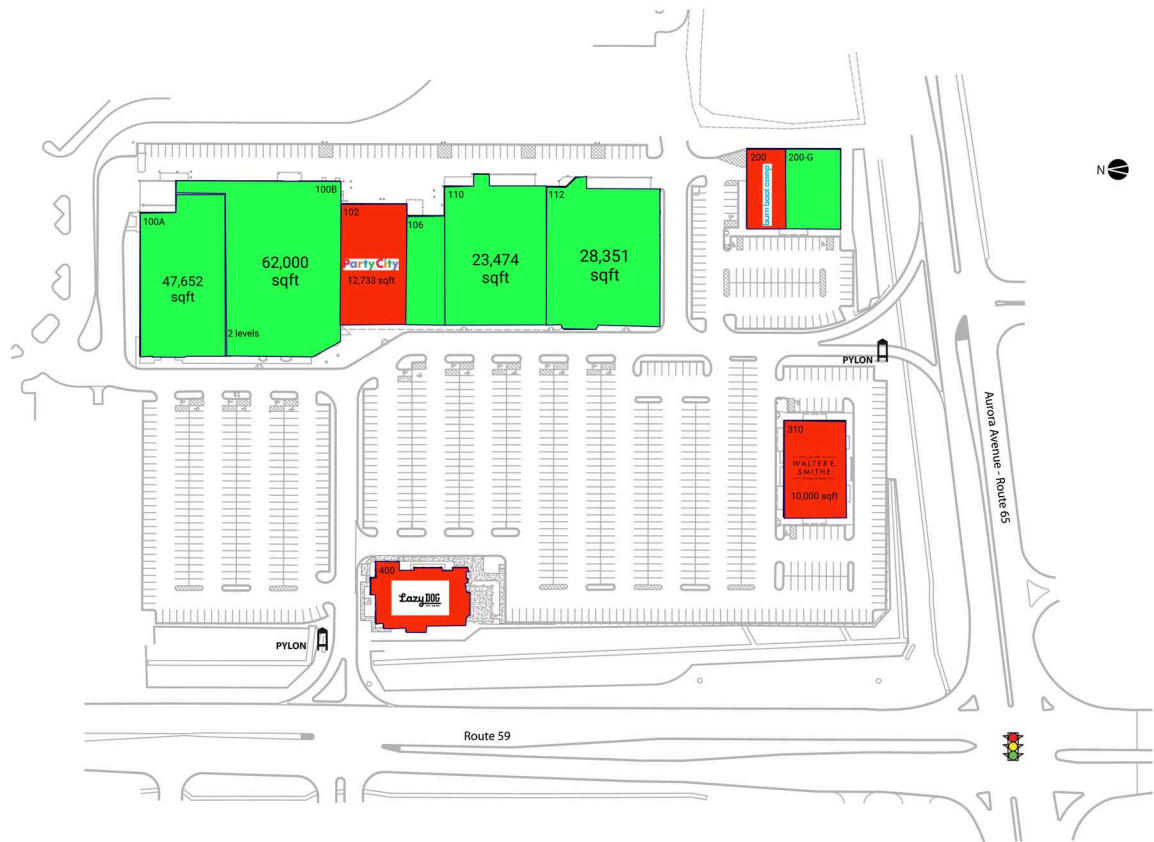 200
200-G
burn boot camp
N
100A
100B
102
106
110
112
47,652
sqft
62,000
sqft
2 levels
PartyCity
12,733 sqft
23,474
sqft
28,351
sqft
PYLON
310
WALTER E.
SMITHE
10,000 sqft
Aurora Avenue - Route 65
400
Lazy DOG
PYLON
Route 59